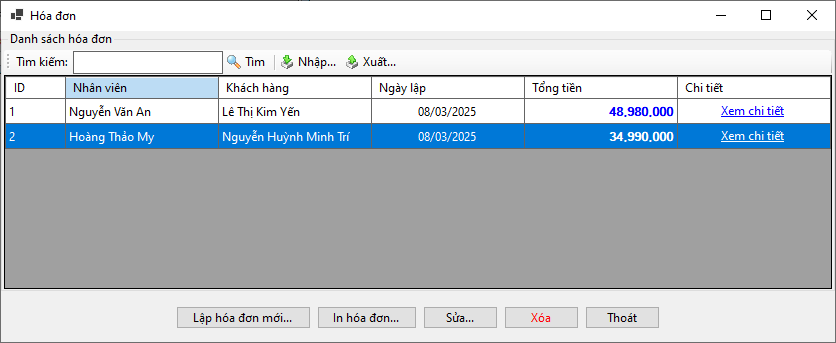 Hóa đơn
Danh sách hóa đơn
Tìm kiếm: Tìm Nhập... Xuất...
ID Nhân viên Khách hàng Ngày lập Tổng tiền Chi tiết
1 Nguyễn Văn An Lê Thị Kim Yến 08/03/2025 48,980,000 Xem chi tiết
2 Hoàng Thảo My Nguyễn Huỳnh Minh Trí 08/03/2025 34,990,000 Xem chi tiết
Lập hóa đơn mới... In hóa đơn... Sửa... Xóa Thoát